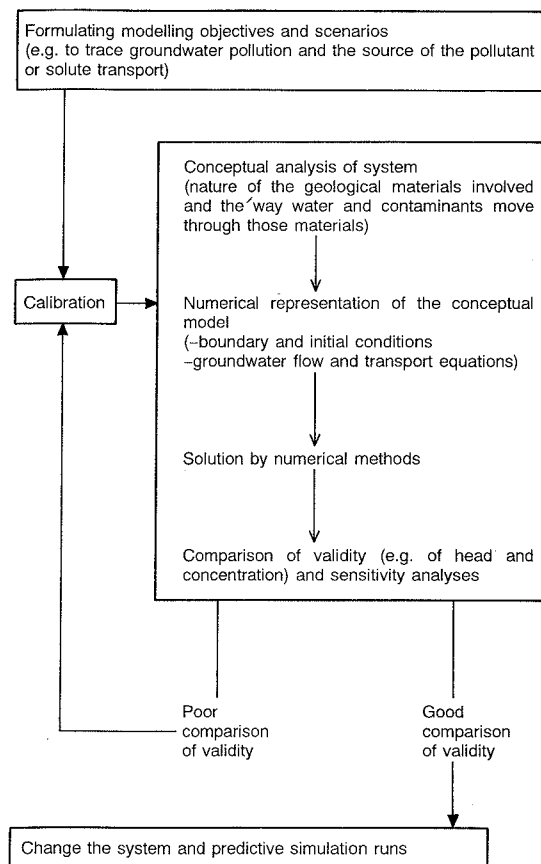 Formulating modelling objectives and scenarios
(e.g. to trace groundwater pollution and the source of the pollutant
or solute transport)
Conceptual analysis of system
(nature of the geological materials involved
and the way water and contaminants move
through those materials)
Calibration
Numerical representation of the conceptual
model
(–boundary and initial conditions
–groundwater flow and transport equations)
Solution by numerical methods
Comparison of validity (e.g. of head and
concentration) and sensitivity analyses
Poor
comparison
of validity
Good
comparison
of validity
Change the system and predictive simulation runs